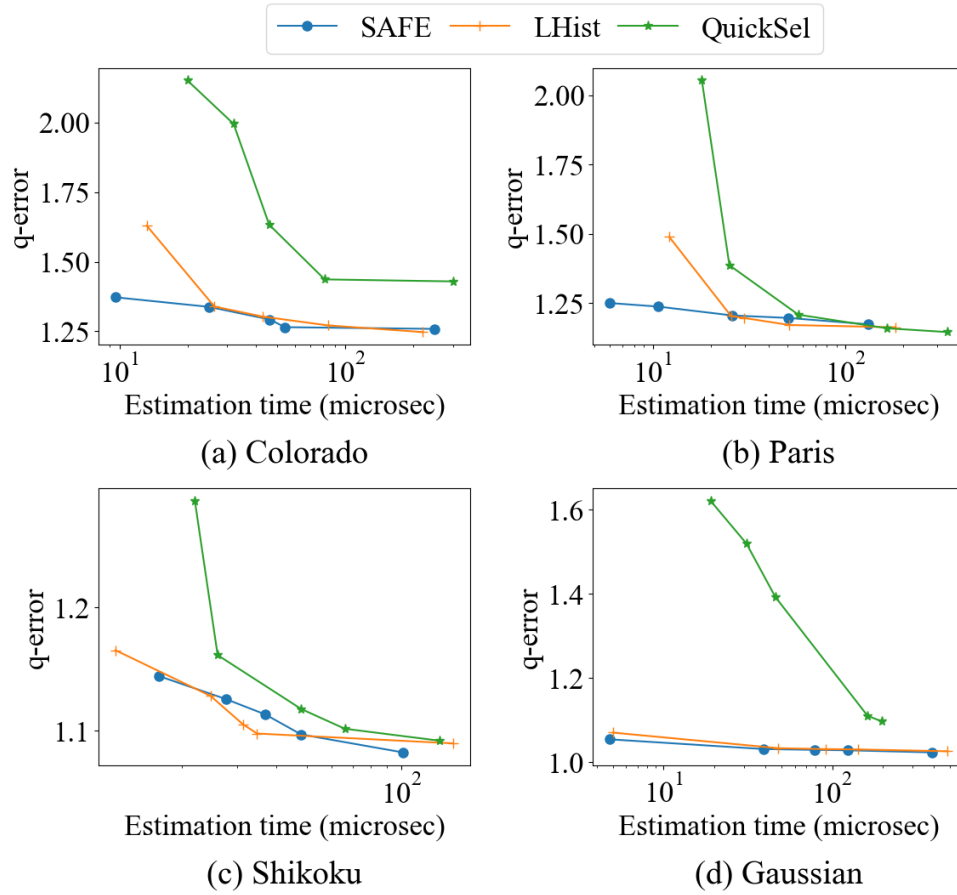 SAFE LHist QuickSel
2.00
1.75
1.50
1.25
q-error
10^1 10^2
Estimation time (microsec)
(a) Colorado
2.00
1.75
1.50
1.25
q-error
10^1 10^2
Estimation time (microsec)
(b) Paris
1.2
1.1
q-error
10^2
Estimation time (microsec)
(c) Shikoku
1.6
1.4
1.2
1.0
q-error
10^1 10^2
Estimation time (microsec)
(d) Gaussian